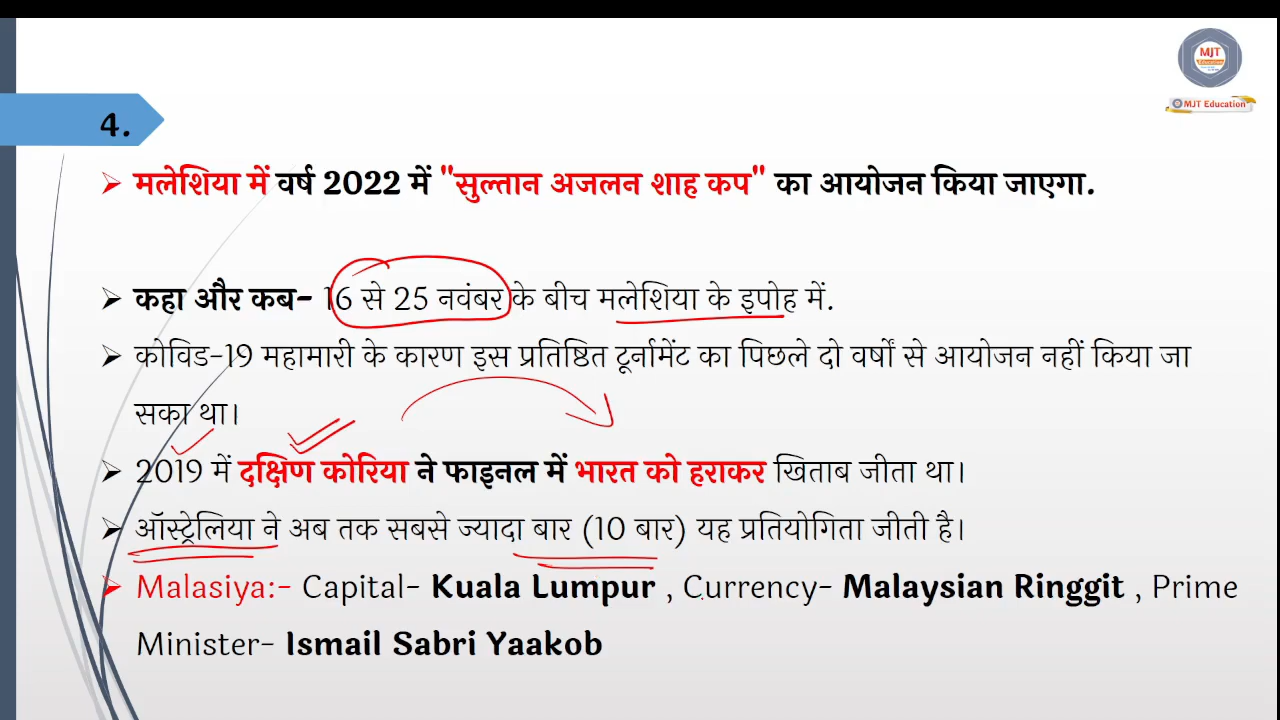 MJT
Education
MJT Education
4.
➢ मलेशिया में वर्ष 2022 में "सुल्तान अजलन शाह कप" का आयोजन किया जाएगा.
➢ कहा और कब- 16 से 25 नवंबर के बीच मलेशिया के इपोह में.
➢ कोविड-19 महामारी के कारण इस प्रतिष्ठित टूर्नामेंट का पिछले दो वर्षों से आयोजन नहीं किया जा
सका था।
➢ 2019 में दक्षिण कोरिया ने फाइनल में भारत को हराकर खिताब जीता था।
➢ ऑस्ट्रेलिया ने अब तक सबसे ज्यादा बार (10 बार) यह प्रतियोगिता जीती है।
➢ Malasiya:- Capital- Kuala Lumpur , Currency- Malaysian Ringgit , Prime
Minister- Ismail Sabri Yaakob